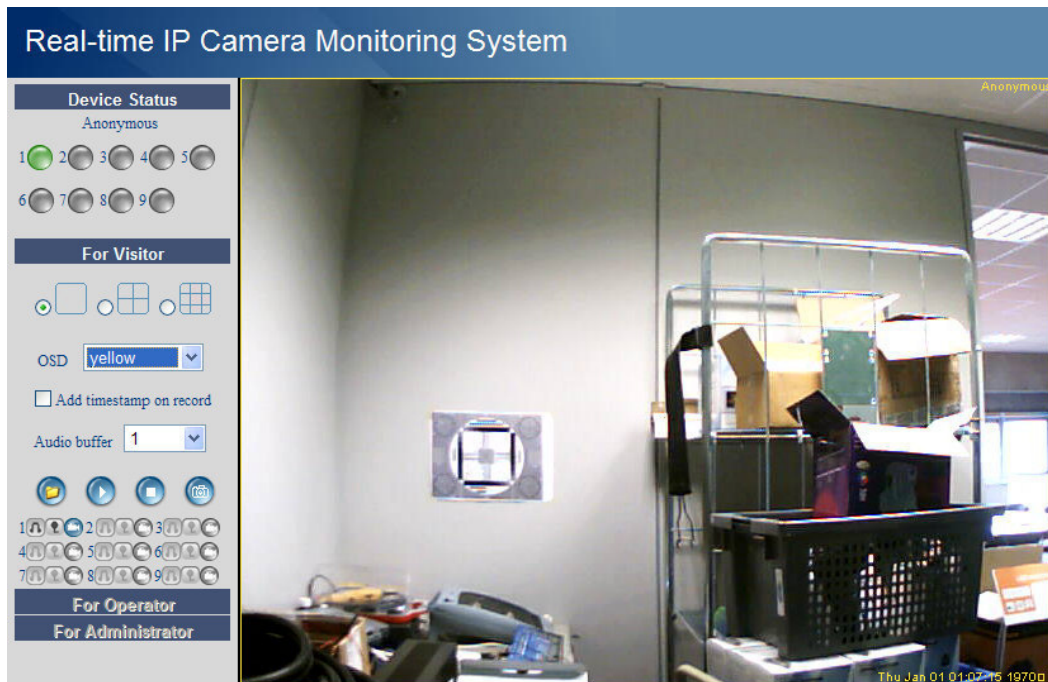 Real-time IP Camera Monitoring System
Device Status
Anonymous
1 2 3 4 5
6 7 8 9
For Visitor
OSD yellow
Add timestamp on record
Audio buffer 1
1 2 3
4 5 6
7 8 9
For Operator
For Administrator
Anonymous
Thu Jan 01 01:07:15 1970